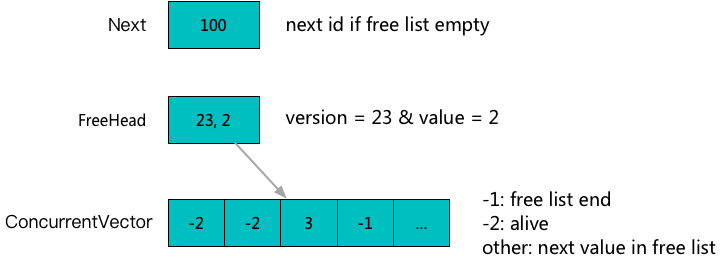 Next 100 next id if free list empty
FreeHead 23, 2 version = 23 & value = 2
ConcurrentVector -2 -2 3 -1 ...
-1: free list end
-2: alive
other: next value in free list